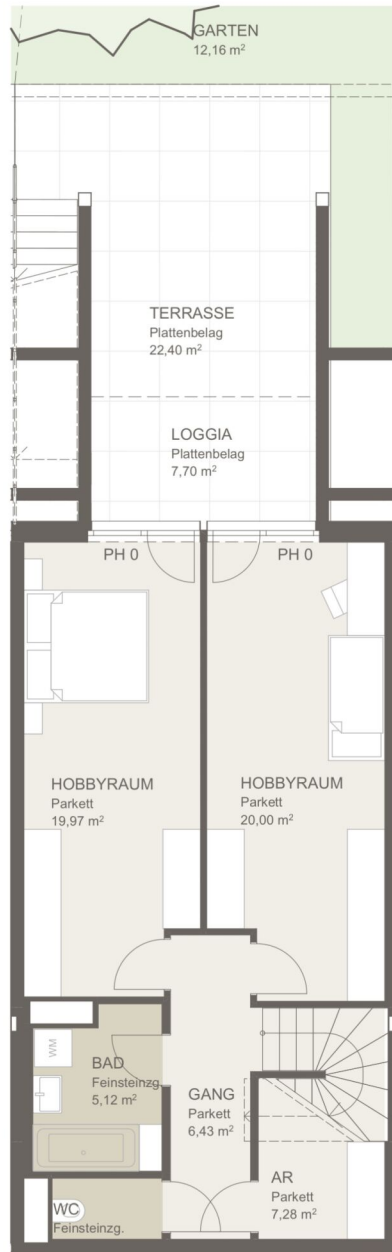 GARTEN
12,16 m²
TERRASSE
Plattenbelag
22,40 m²
LOGGIA
Plattenbelag
7,70 m²
PH 0
PH 0
HOBBYRAUM
Parkett
19,97 m²
HOBBYRAUM
Parkett
20,00 m²
WM
BAD
Feinsteinzg.
5,12 m²
GANG
Parkett
6,43 m²
AR
Parkett
7,28 m²
WC
Feinsteinzg.